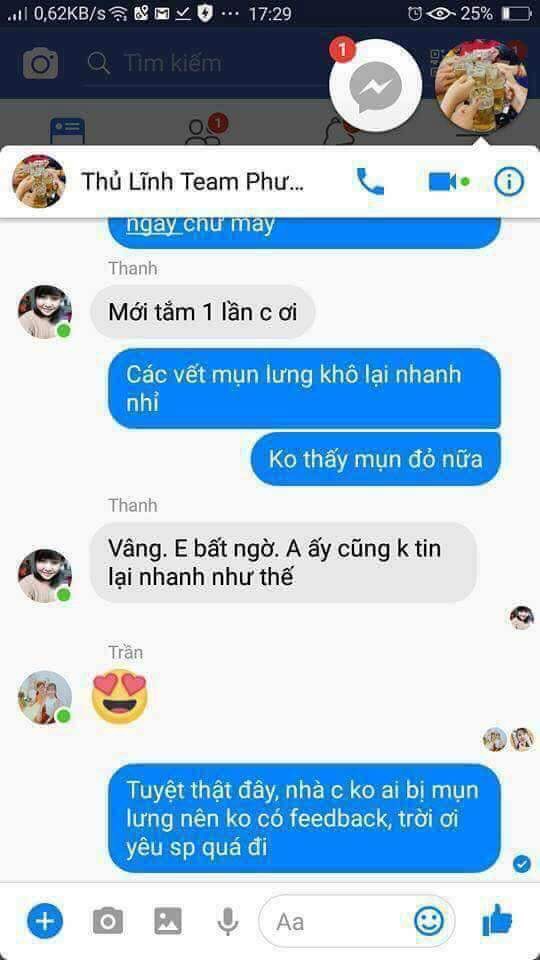 0,62KB/s
17:29
25%
Tìm kiếm
1
1
1
Thủ Lĩnh Team Phư...
ngay chứ mấy
Thanh
Mới tắm 1 lần c ơi
Các vết mụn lưng khô lại nhanh
nhỉ
Ko thấy mụn đỏ nữa
Thanh
Vâng. E bất ngờ. A ấy cũng k tin
lại nhanh như thế
Trần
Tuyệt thật đây, nhà c ko ai bị mụn
lưng nên ko có feedback, trời ơi
yêu sp quá đi
Aa